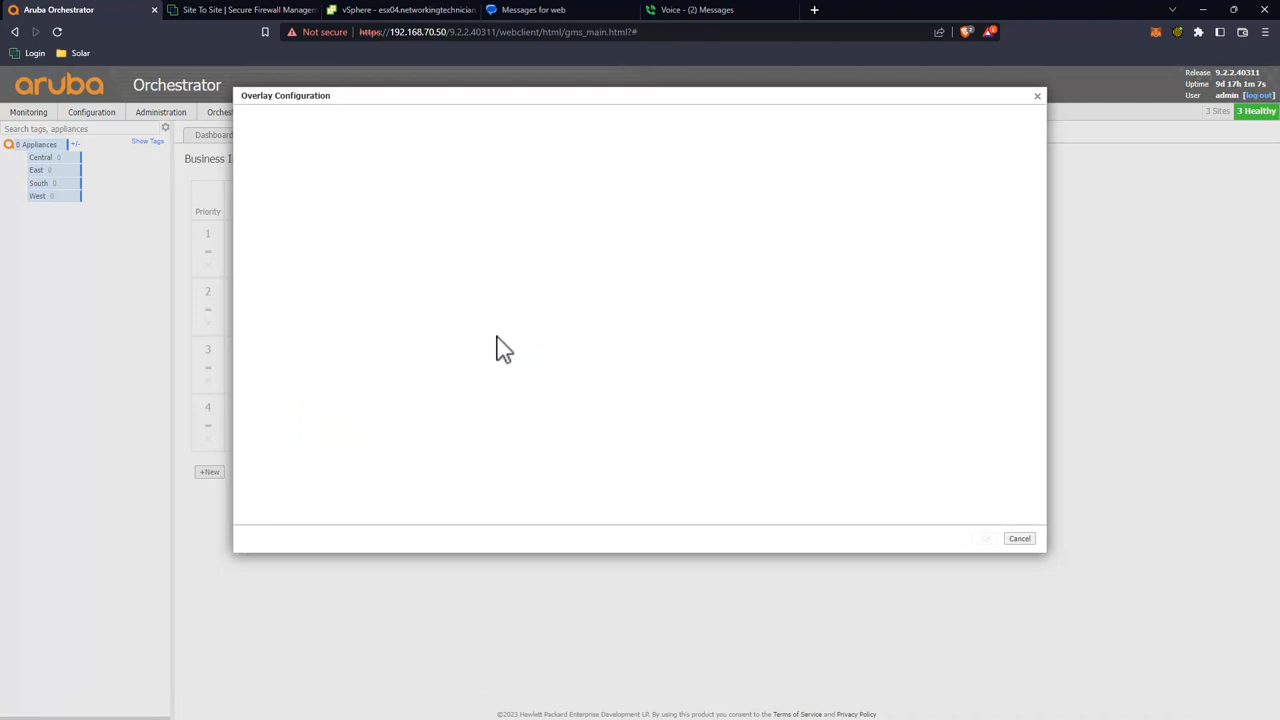 Aruba Orchestrator
Site To Site | Secure Firewall Managem
vSphere - esx04.networkingtechnician
Messages for web
Voice - (2) Messages
Not secure
https://192.168.70.50/9.2.2.40311/webclient/html/gms_main.html?#
Login
Solar
aruba
Orchestrator
Release 9.2.2.40311
Uptime 9d 17h 1m 7s
User admin [log out]
Monitoring
Configuration
Administration
Orches
3 Sites
3 Healthy
Search tags, appliances
0 Appliances
+/-
Show Tags
Central 0
East 0
South 0
West 0
Dashboard
Business I
Priority
1
2
3
4
+New
Overlay Configuration
Cancel
©2023 Hewlett Packard Enterprise Development LP. By using this product you consent to the Terms of Service and Privacy Policy